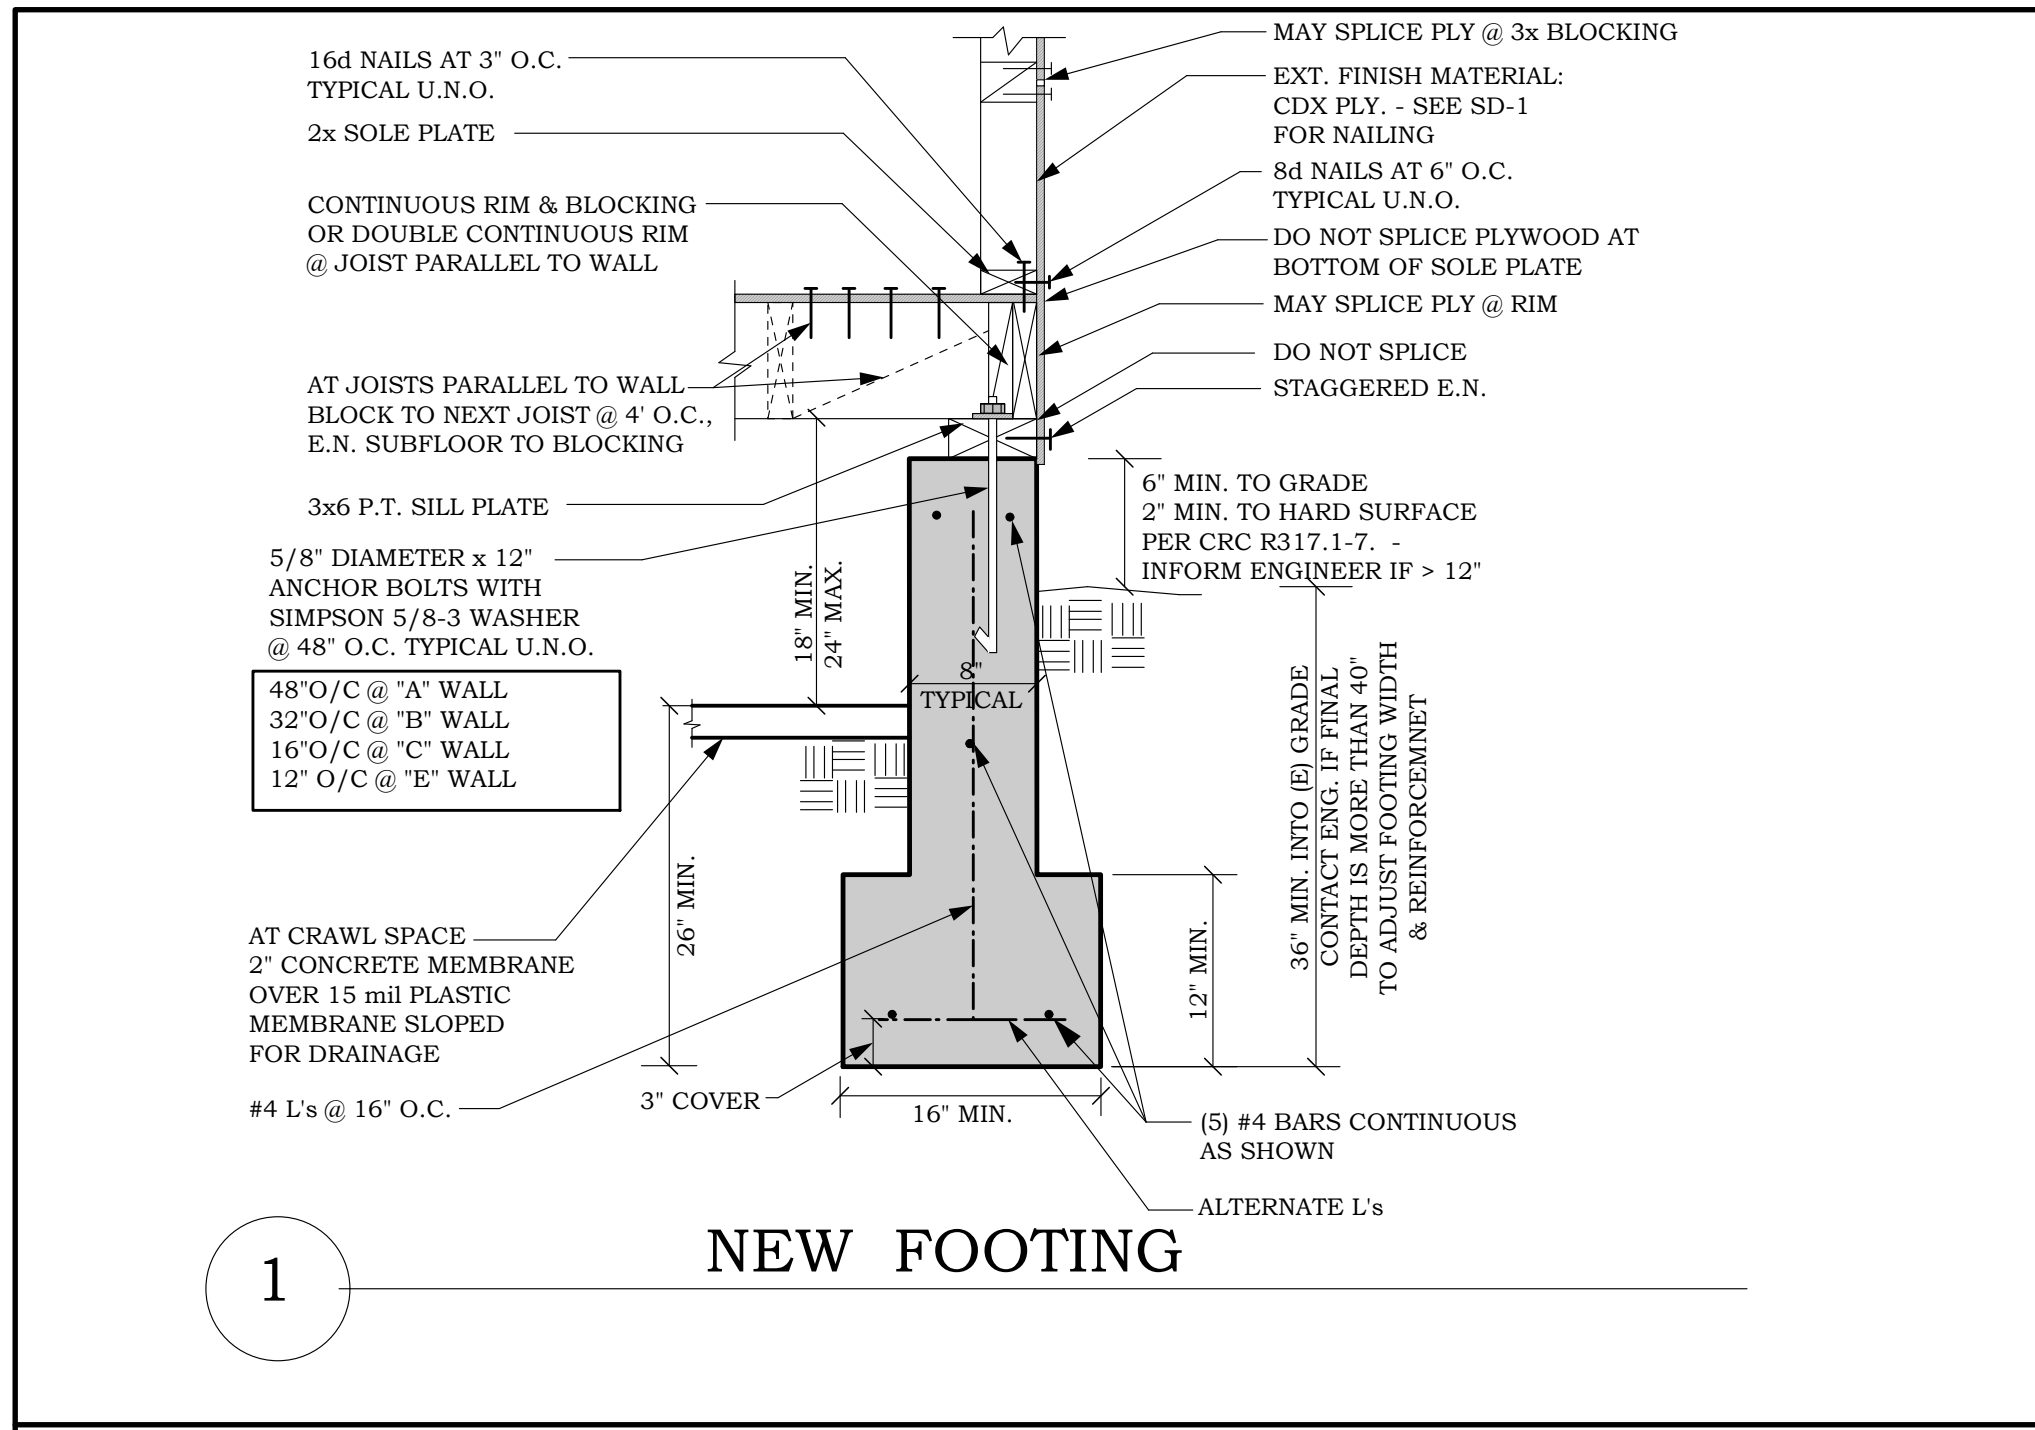 16d NAILS AT 3" O.C.
TYPICAL U.N.O.
2x SOLE PLATE
CONTINUOUS RIM & BLOCKING
OR DOUBLE CONTINUOUS RIM
@ JOIST PARALLEL TO WALL
AT JOISTS PARALLEL TO WALL
BLOCK TO NEXT JOIST @ 4' O.C.,
E.N. SUBFLOOR TO BLOCKING
3x6 P.T. SILL PLATE
5/8" DIAMETER x 12"
ANCHOR BOLTS WITH
SIMPSON 5/8-3 WASHER
@ 48" O.C. TYPICAL U.N.O.
48"O/C @ "A" WALL
32"O/C @ "B" WALL
16"O/C @ "C" WALL
12" O/C @ "E" WALL
AT CRAWL SPACE
2" CONCRETE MEMBRANE
OVER 15 mil PLASTIC
MEMBRANE SLOPED
FOR DRAINAGE
#4 L's @ 16" O.C.
18" MIN.
24" MAX.
26" MIN.
8"
TYPICAL
3" COVER
16" MIN.
12" MIN.
MAY SPLICE PLY @ 3x BLOCKING
EXT. FINISH MATERIAL:
CDX PLY. - SEE SD-1
FOR NAILING
8d NAILS AT 6" O.C.
TYPICAL U.N.O.
DO NOT SPLICE PLYWOOD AT
BOTTOM OF SOLE PLATE
MAY SPLICE PLY @ RIM
DO NOT SPLICE
STAGGERED E.N.
6" MIN. TO GRADE
2" MIN. TO HARD SURFACE
PER CRC R317.1-7. -
INFORM ENGINEER IF > 12"
36" MIN. INTO (E) GRADE
CONTACT ENG. IF FINAL
DEPTH IS MORE THAN 40"
TO ADJUST FOOTING WIDTH
& REINFORCEMNET
(5) #4 BARS CONTINUOUS
AS SHOWN
ALTERNATE L's
1
NEW FOOTING